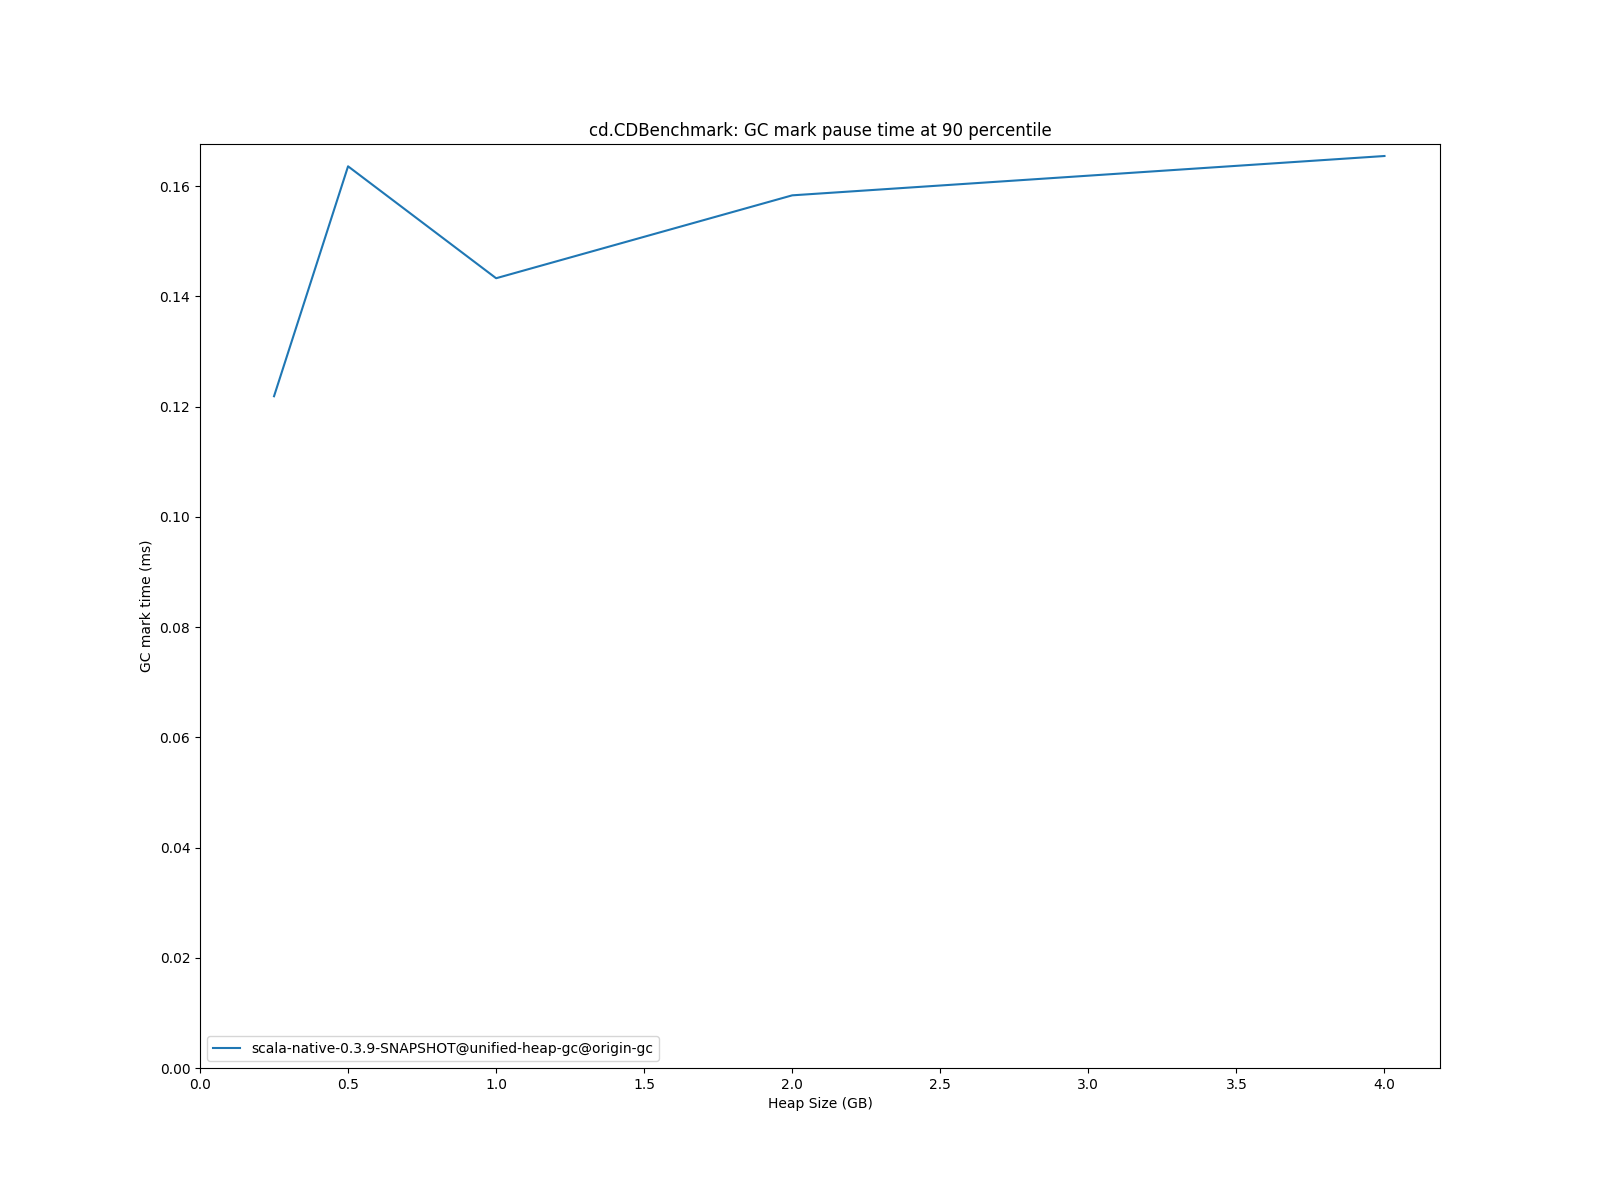 cd.CDBenchmark: GC mark pause time at 90 percentile
0.16
0.14
0.12
0.10
0.08
0.06
0.04
0.02
0.00
GC mark time (ms)
scala-native-0.3.9-SNAPSHOT@unified-heap-gc@origin-gc
0.0 0.5 1.0 1.5 2.0 2.5 3.0 3.5 4.0
Heap Size (GB)